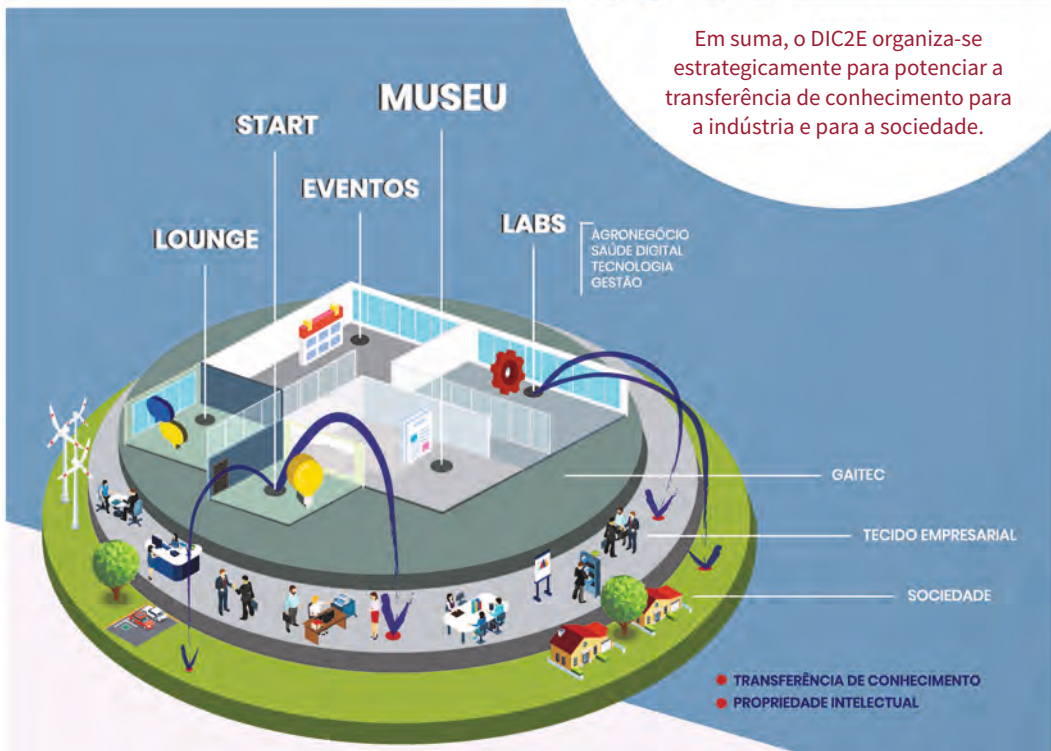 Em suma, o DIC2E organiza-se
estrategicamente para potenciar a
transferência de conhecimento para
a indústria e para a sociedade.
MUSEU
START
EVENTOS
LOUNGE
LABS
AGRONEGÓCIO
SAÚDE DIGITAL
TECNOLOGIA
GESTÃO
GAITEC
TECIDO EMPRESARIAL
SOCIEDADE
TRANSFERÊNCIA DE CONHECIMENTO
PROPRIEDADE INTELECTUAL